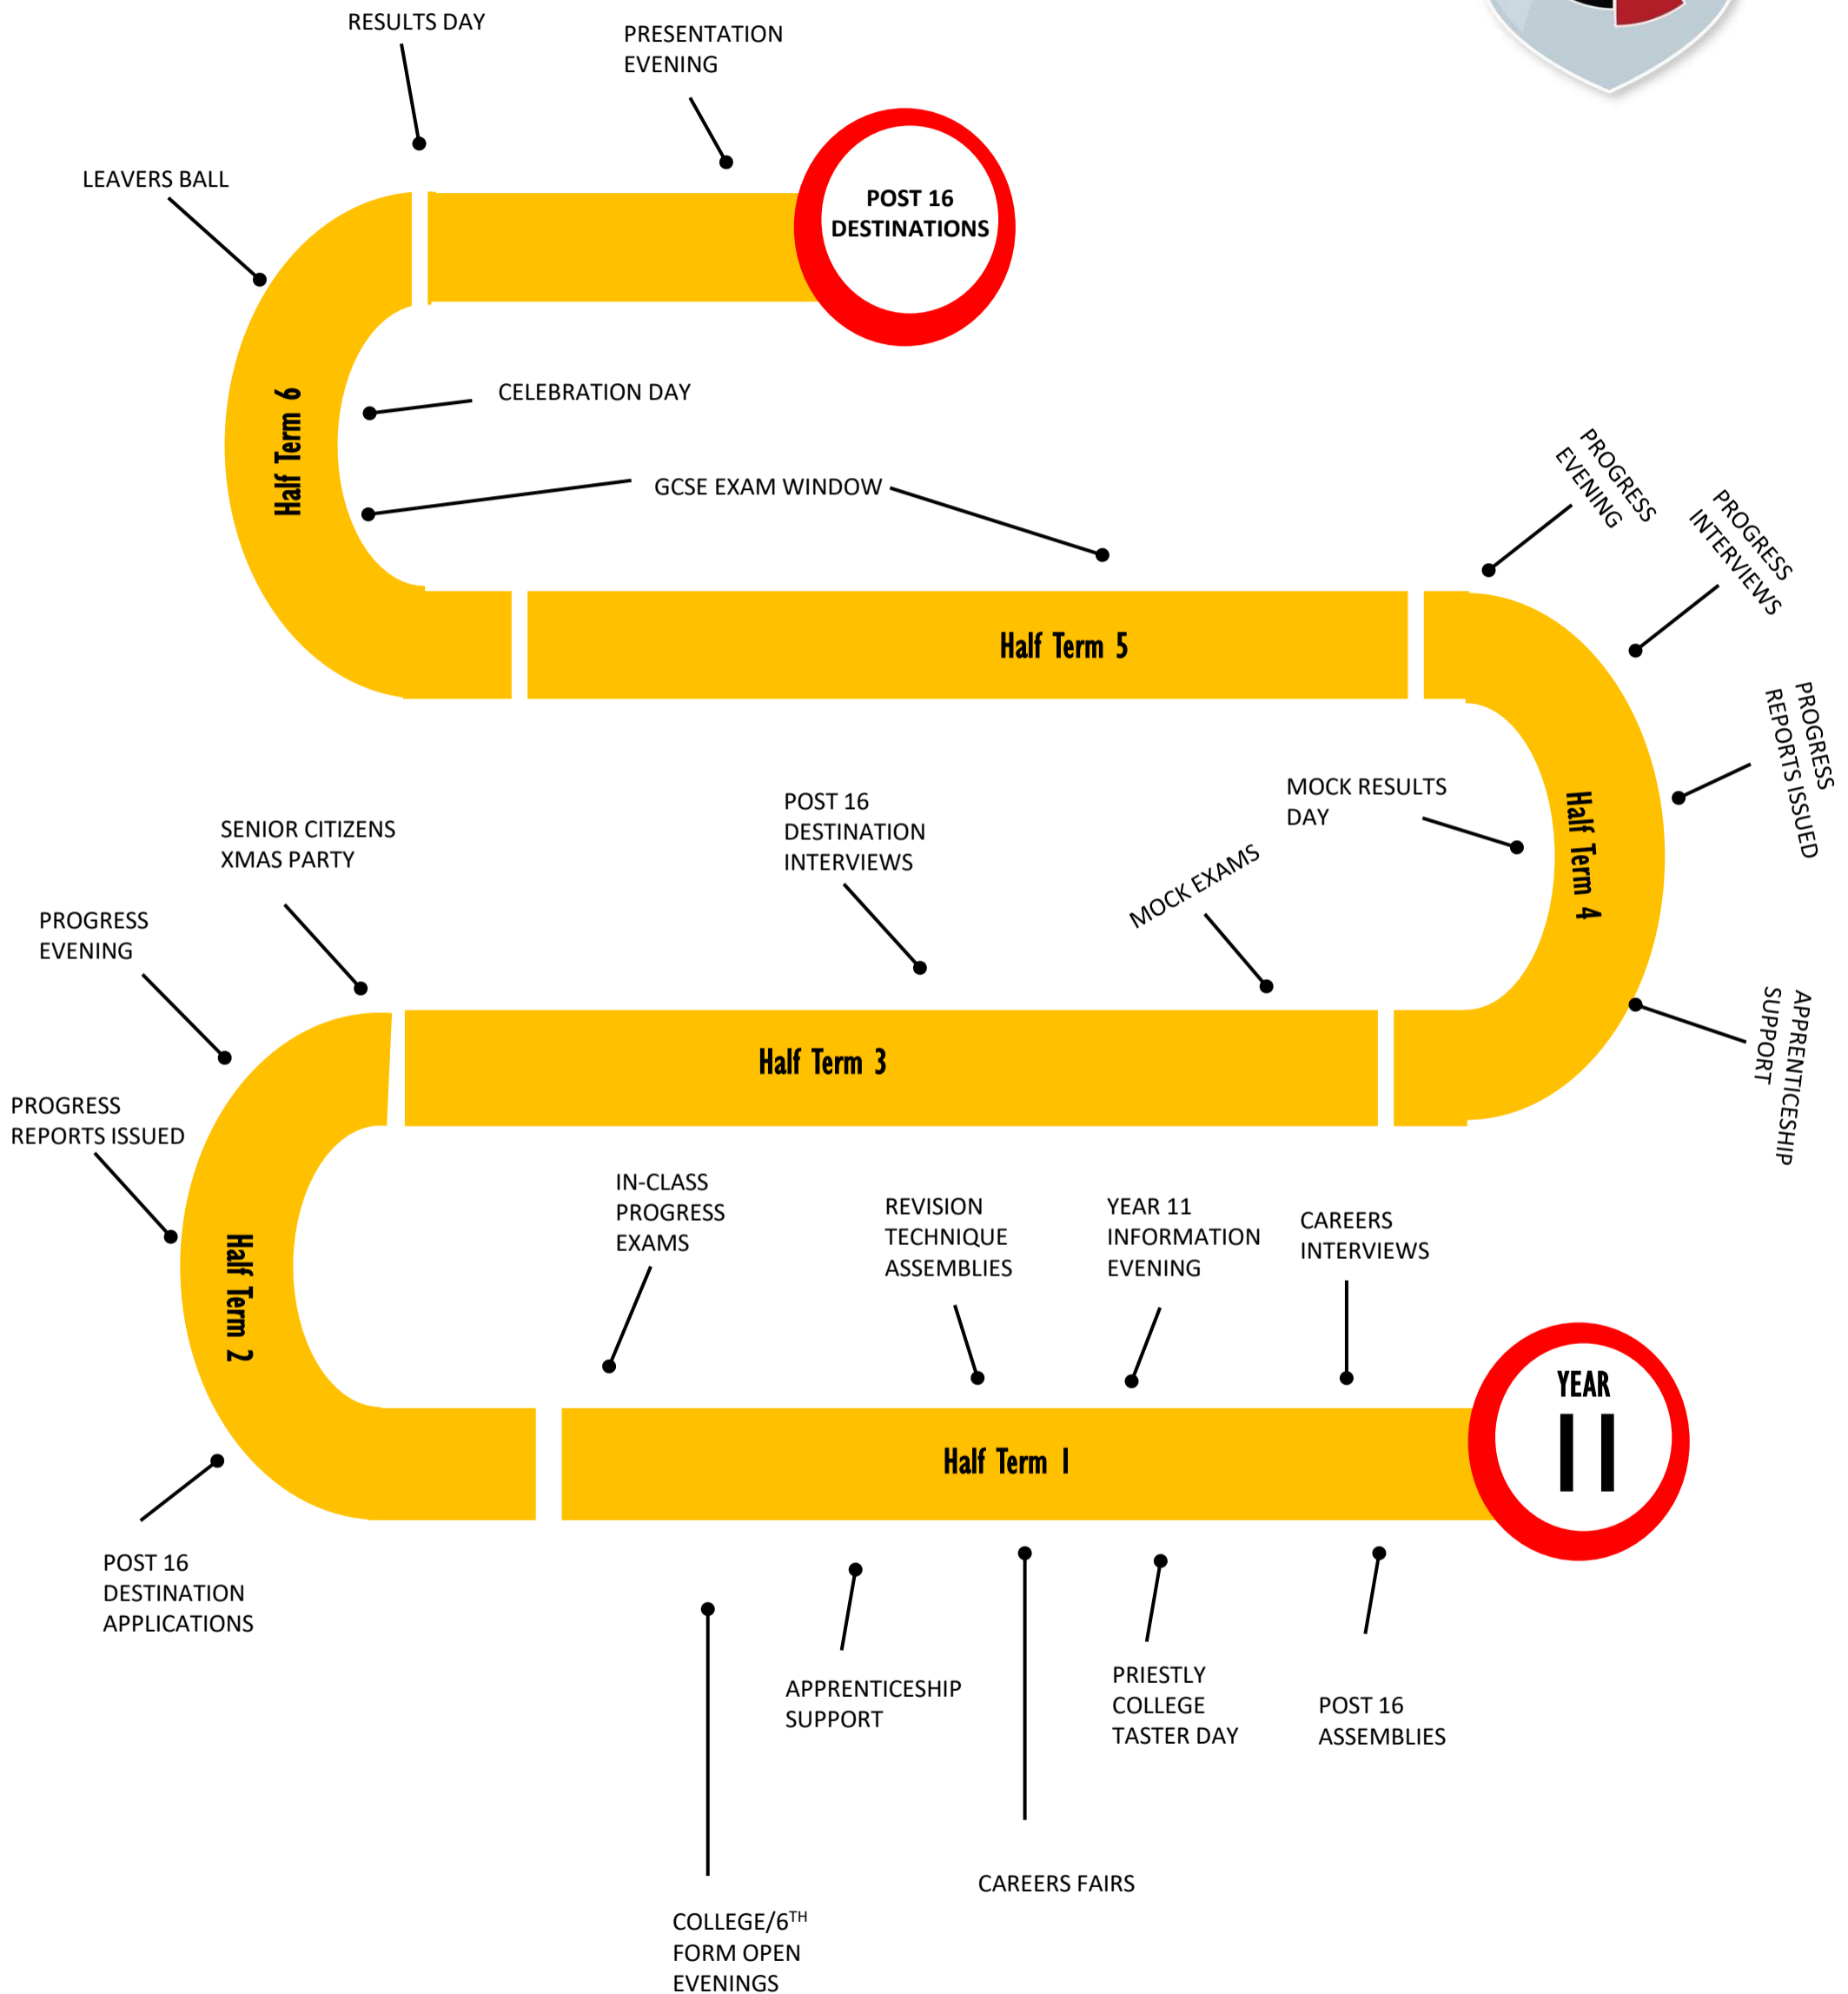 RESULTS DAY
PRESENTATION
EVENING
LEAVERS BALL
POST 16
DESTINATIONS
CELEBRATION DAY
Half Term 6
GCSE EXAM WINDOW
PROGRESS
EVENING
PROGRESS
INTERVIEWS
Half Term 5
PROGRESS
REPORTS ISSUED
MOCK RESULTS
DAY
Half Term 4
POST 16
DESTINATION
INTERVIEWS
MOCK EXAMS
SENIOR CITIZENS
XMAS PARTY
PROGRESS
EVENING
APPRENTICESHIP
SUPPORT
Half Term 3
PROGRESS
REPORTS ISSUED
IN-CLASS
PROGRESS
EXAMS
REVISION
TECHNIQUE
ASSEMBLIES
YEAR 11
INFORMATION
EVENING
CAREERS
INTERVIEWS
Half Term 2
YEAR
11
Half Term 1
POST 16
DESTINATION
APPLICATIONS
APPRENTICESHIP
SUPPORT
PRIESTLY
COLLEGE
TASTER DAY
POST 16
ASSEMBLIES
CAREERS FAIRS
COLLEGE/6TH
FORM OPEN
EVENINGS